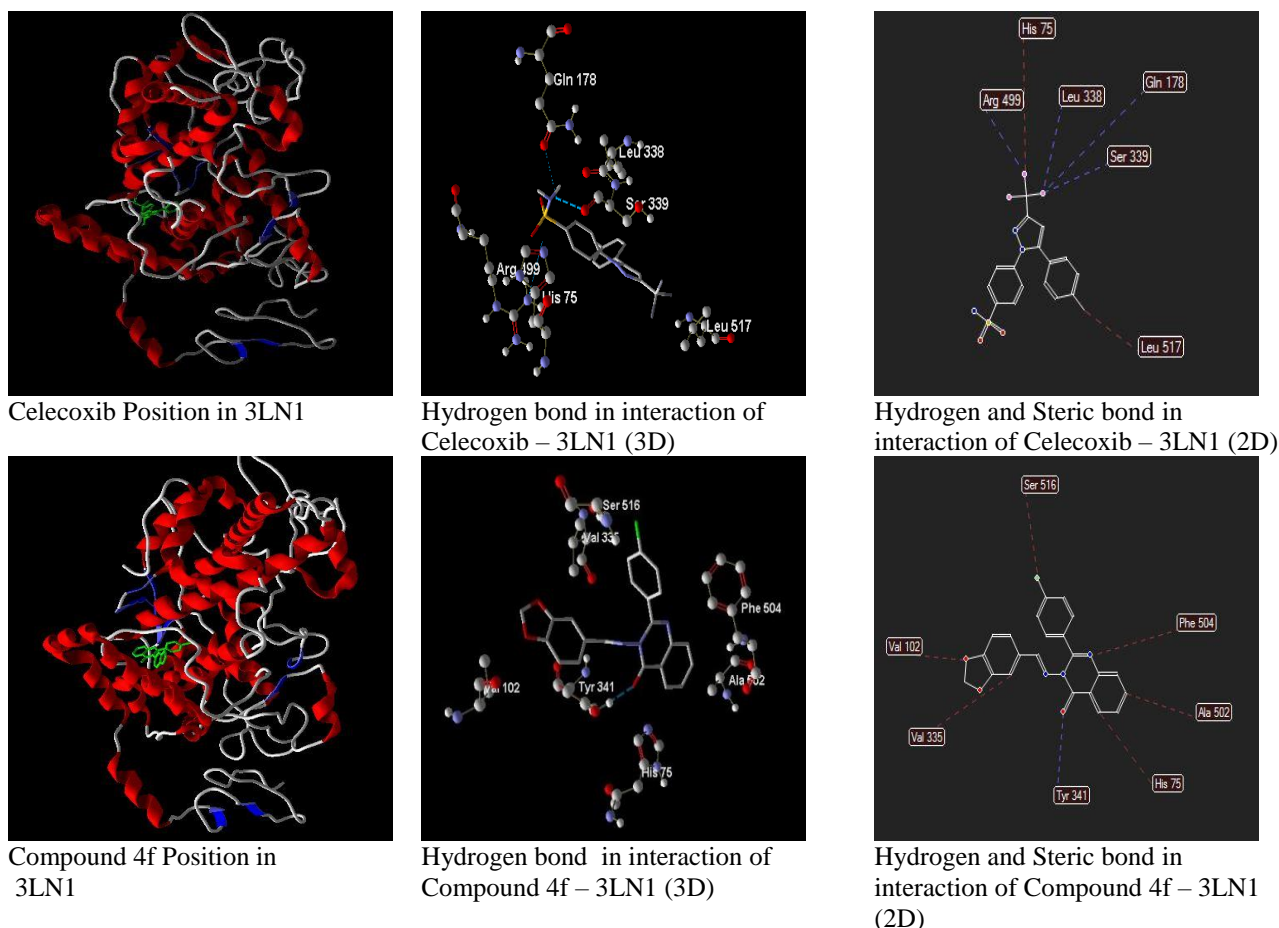 His 75
Arg 499
Leu 338
Gln 178
Ser 339
Leu 517
Gln 178
Leu 338
Ser 339
Arg 499
His 75
Leu 517
Celecoxib Position in 3LN1
Hydrogen bond in interaction of
Celecoxib – 3LN1 (3D)
Hydrogen and Steric bond in
interaction of Celecoxib – 3LN1 (2D)
Ser 516
Val 335
Phe 504
Val 102
Tyr 341
Ala 502
His 75
Ser 516
Phe 504
Val 102
Ala 502
Val 335
His 75
Tyr 341
Compound 4f Position in
3LN1
Hydrogen bond in interaction of
Compound 4f – 3LN1 (3D)
Hydrogen and Steric bond in
interaction of Compound 4f – 3LN1
(2D)